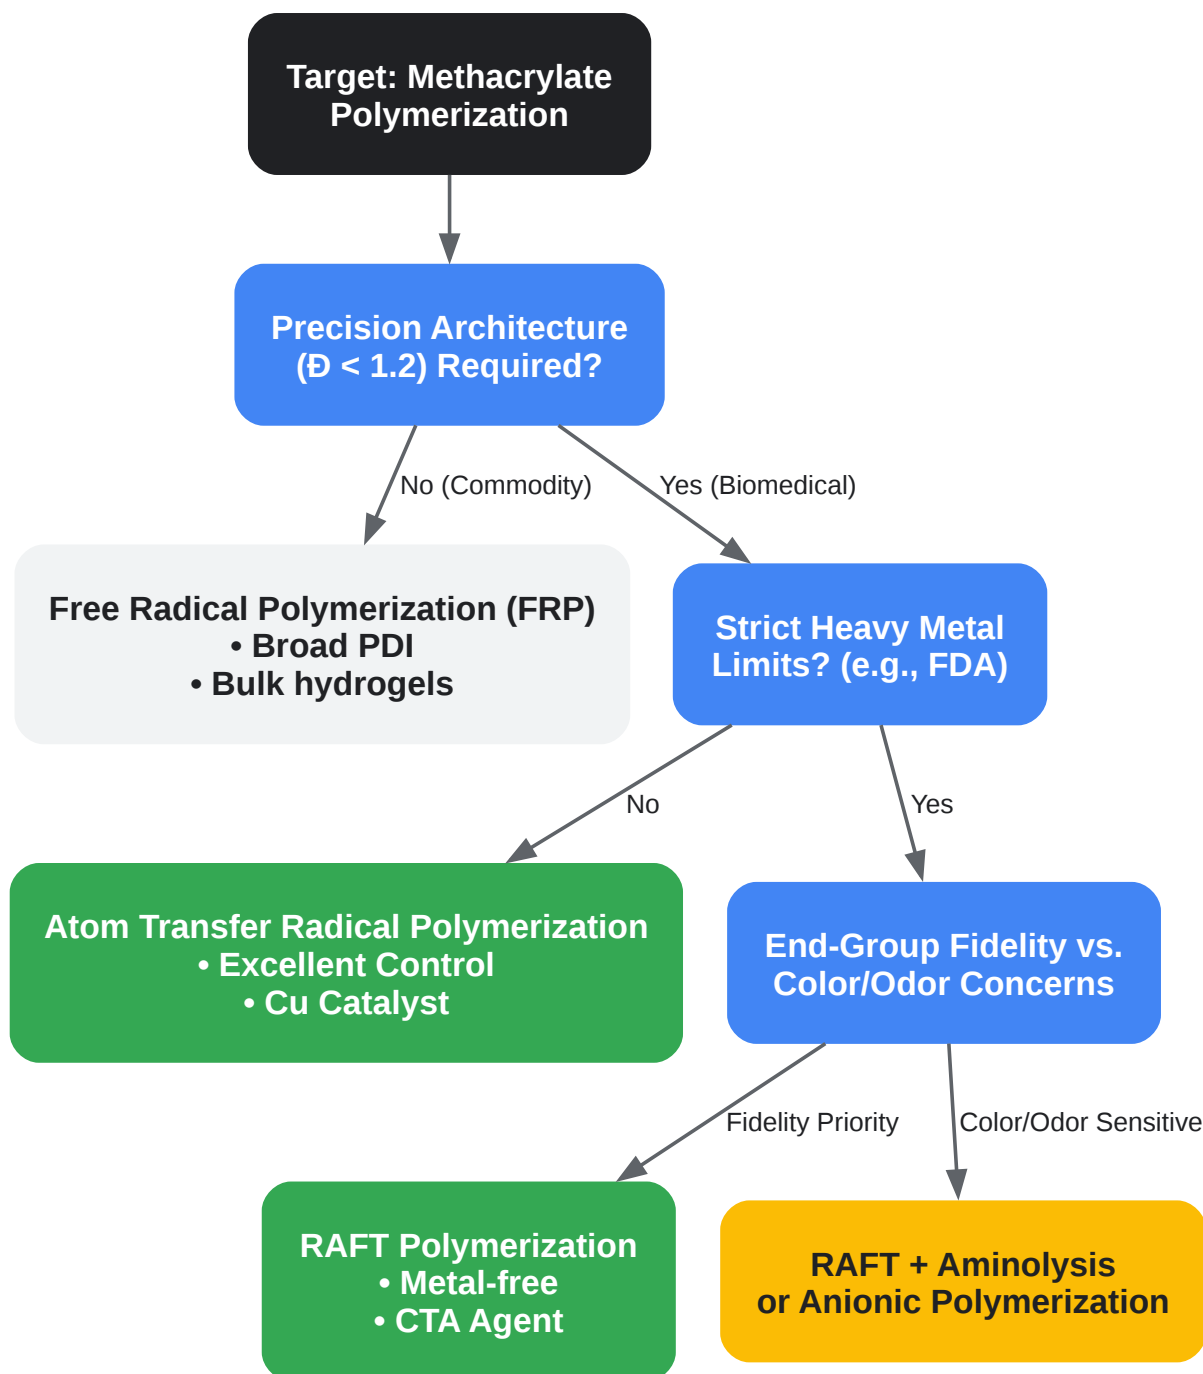 Target: Methacrylate
Polymerization
Precision Architecture
(Đ < 1.2) Required?
No (Commodity)
Yes (Biomedical)
Free Radical Polymerization (FRP)
• Broad PDI
• Bulk hydrogels
Strict Heavy Metal
Limits? (e.g., FDA)
No
Yes
Atom Transfer Radical Polymerization
• Excellent Control
• Cu Catalyst
End-Group Fidelity vs.
Color/Odor Concerns
Fidelity Priority
Color/Odor Sensitive
RAFT Polymerization
• Metal-free
• CTA Agent
RAFT + Aminolysis
or Anionic Polymerization